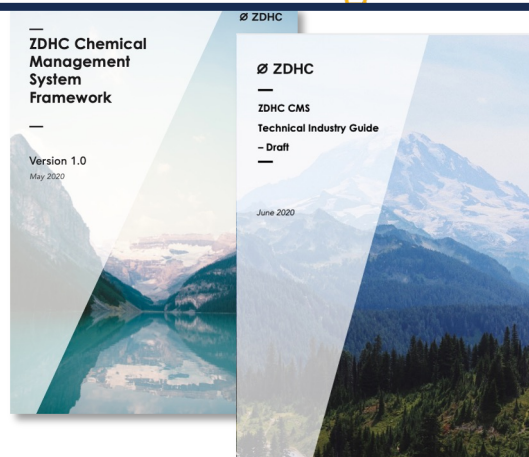 Ø ZDHC
ZDHC Chemical
Management
System
Framework
Version 1.0
May 2020
Ø ZDHC
ZDHC CMS
Technical Industry Guide
– Draft
June 2020